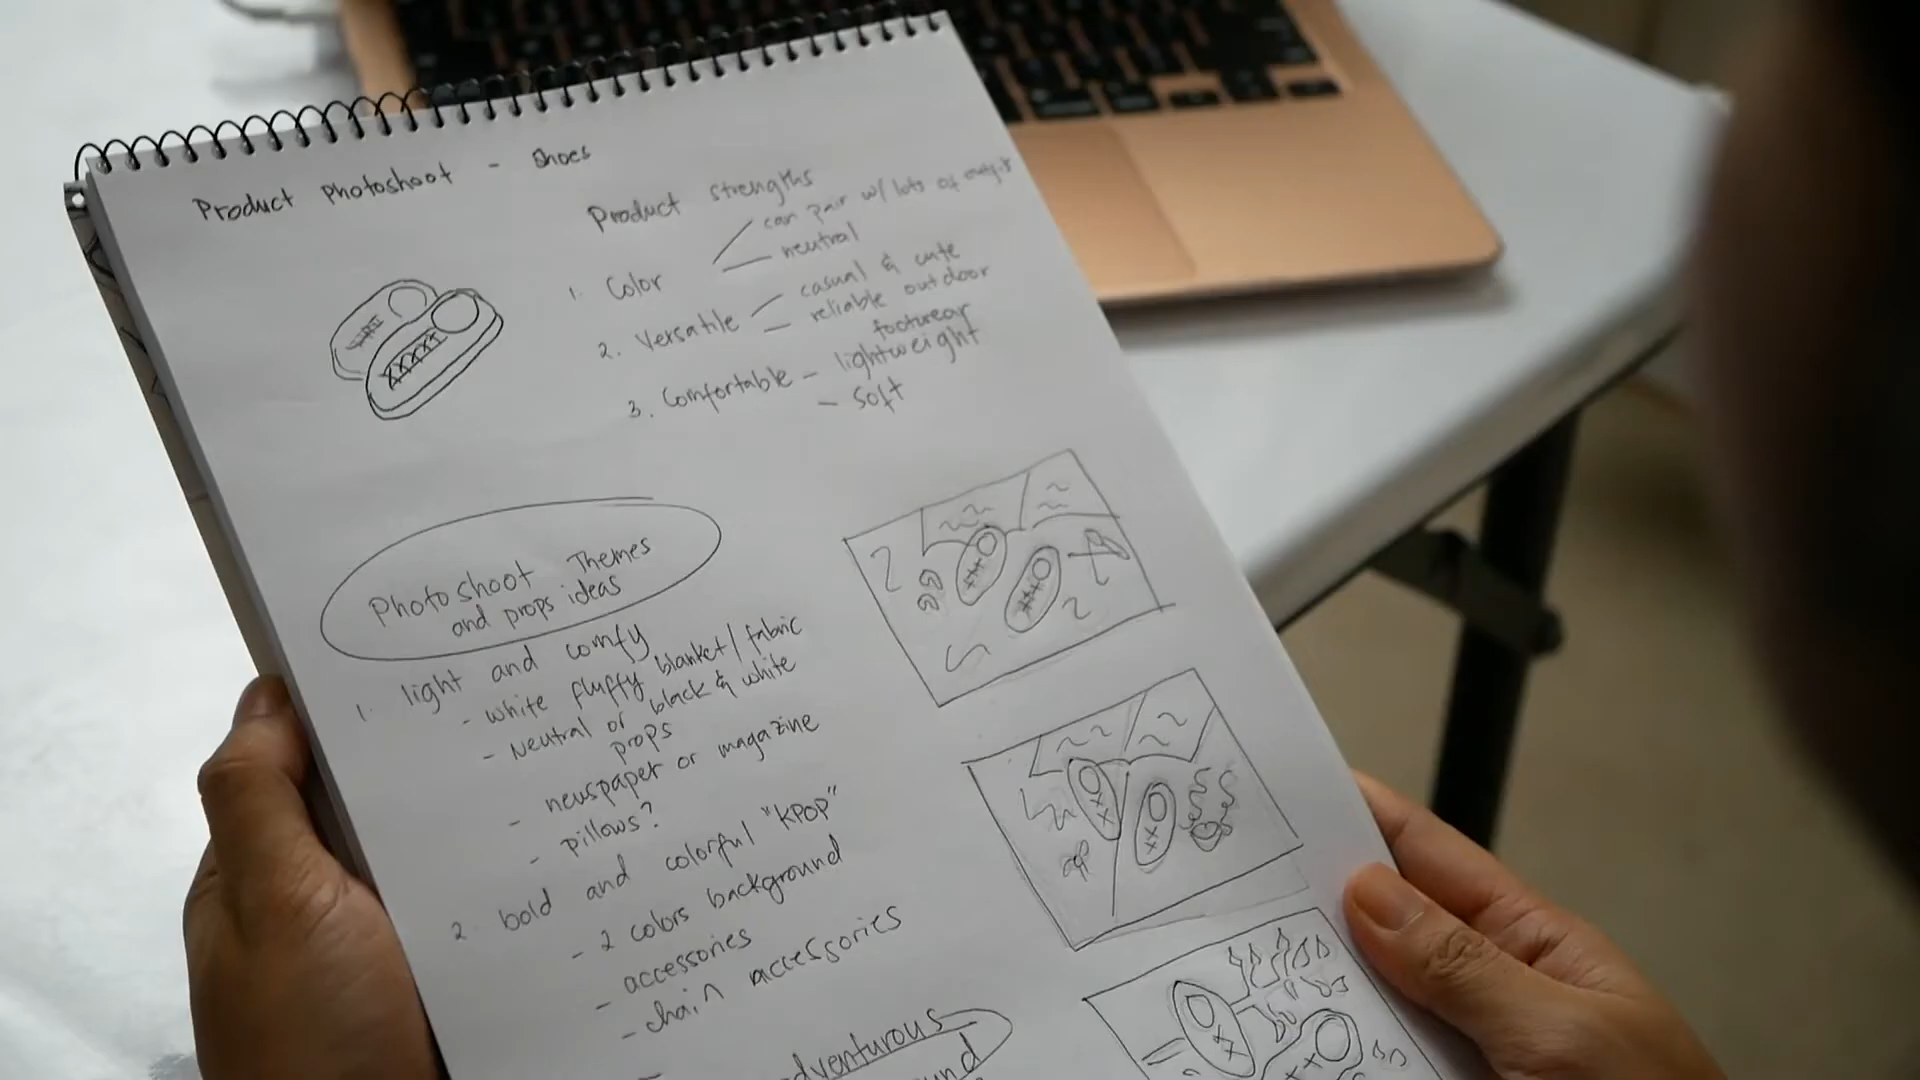 Product photoshoot - Shoes
Product strengths
1. Color
can pair w/ lots of outfit
neutral
2. Versatile
casual & cute
reliable outdoor
footwear
3. Comfortable - lightweight
- soft
Photoshoot Themes
and props ideas
1. light and comfy
- white fluffy blanket/fabric
- Neutral or black & white
props
- newspaper or magazine
- pillows?
2. bold and colorful "KPOP"
- 2 colors background
- accessories
- chain accessories
adventurous